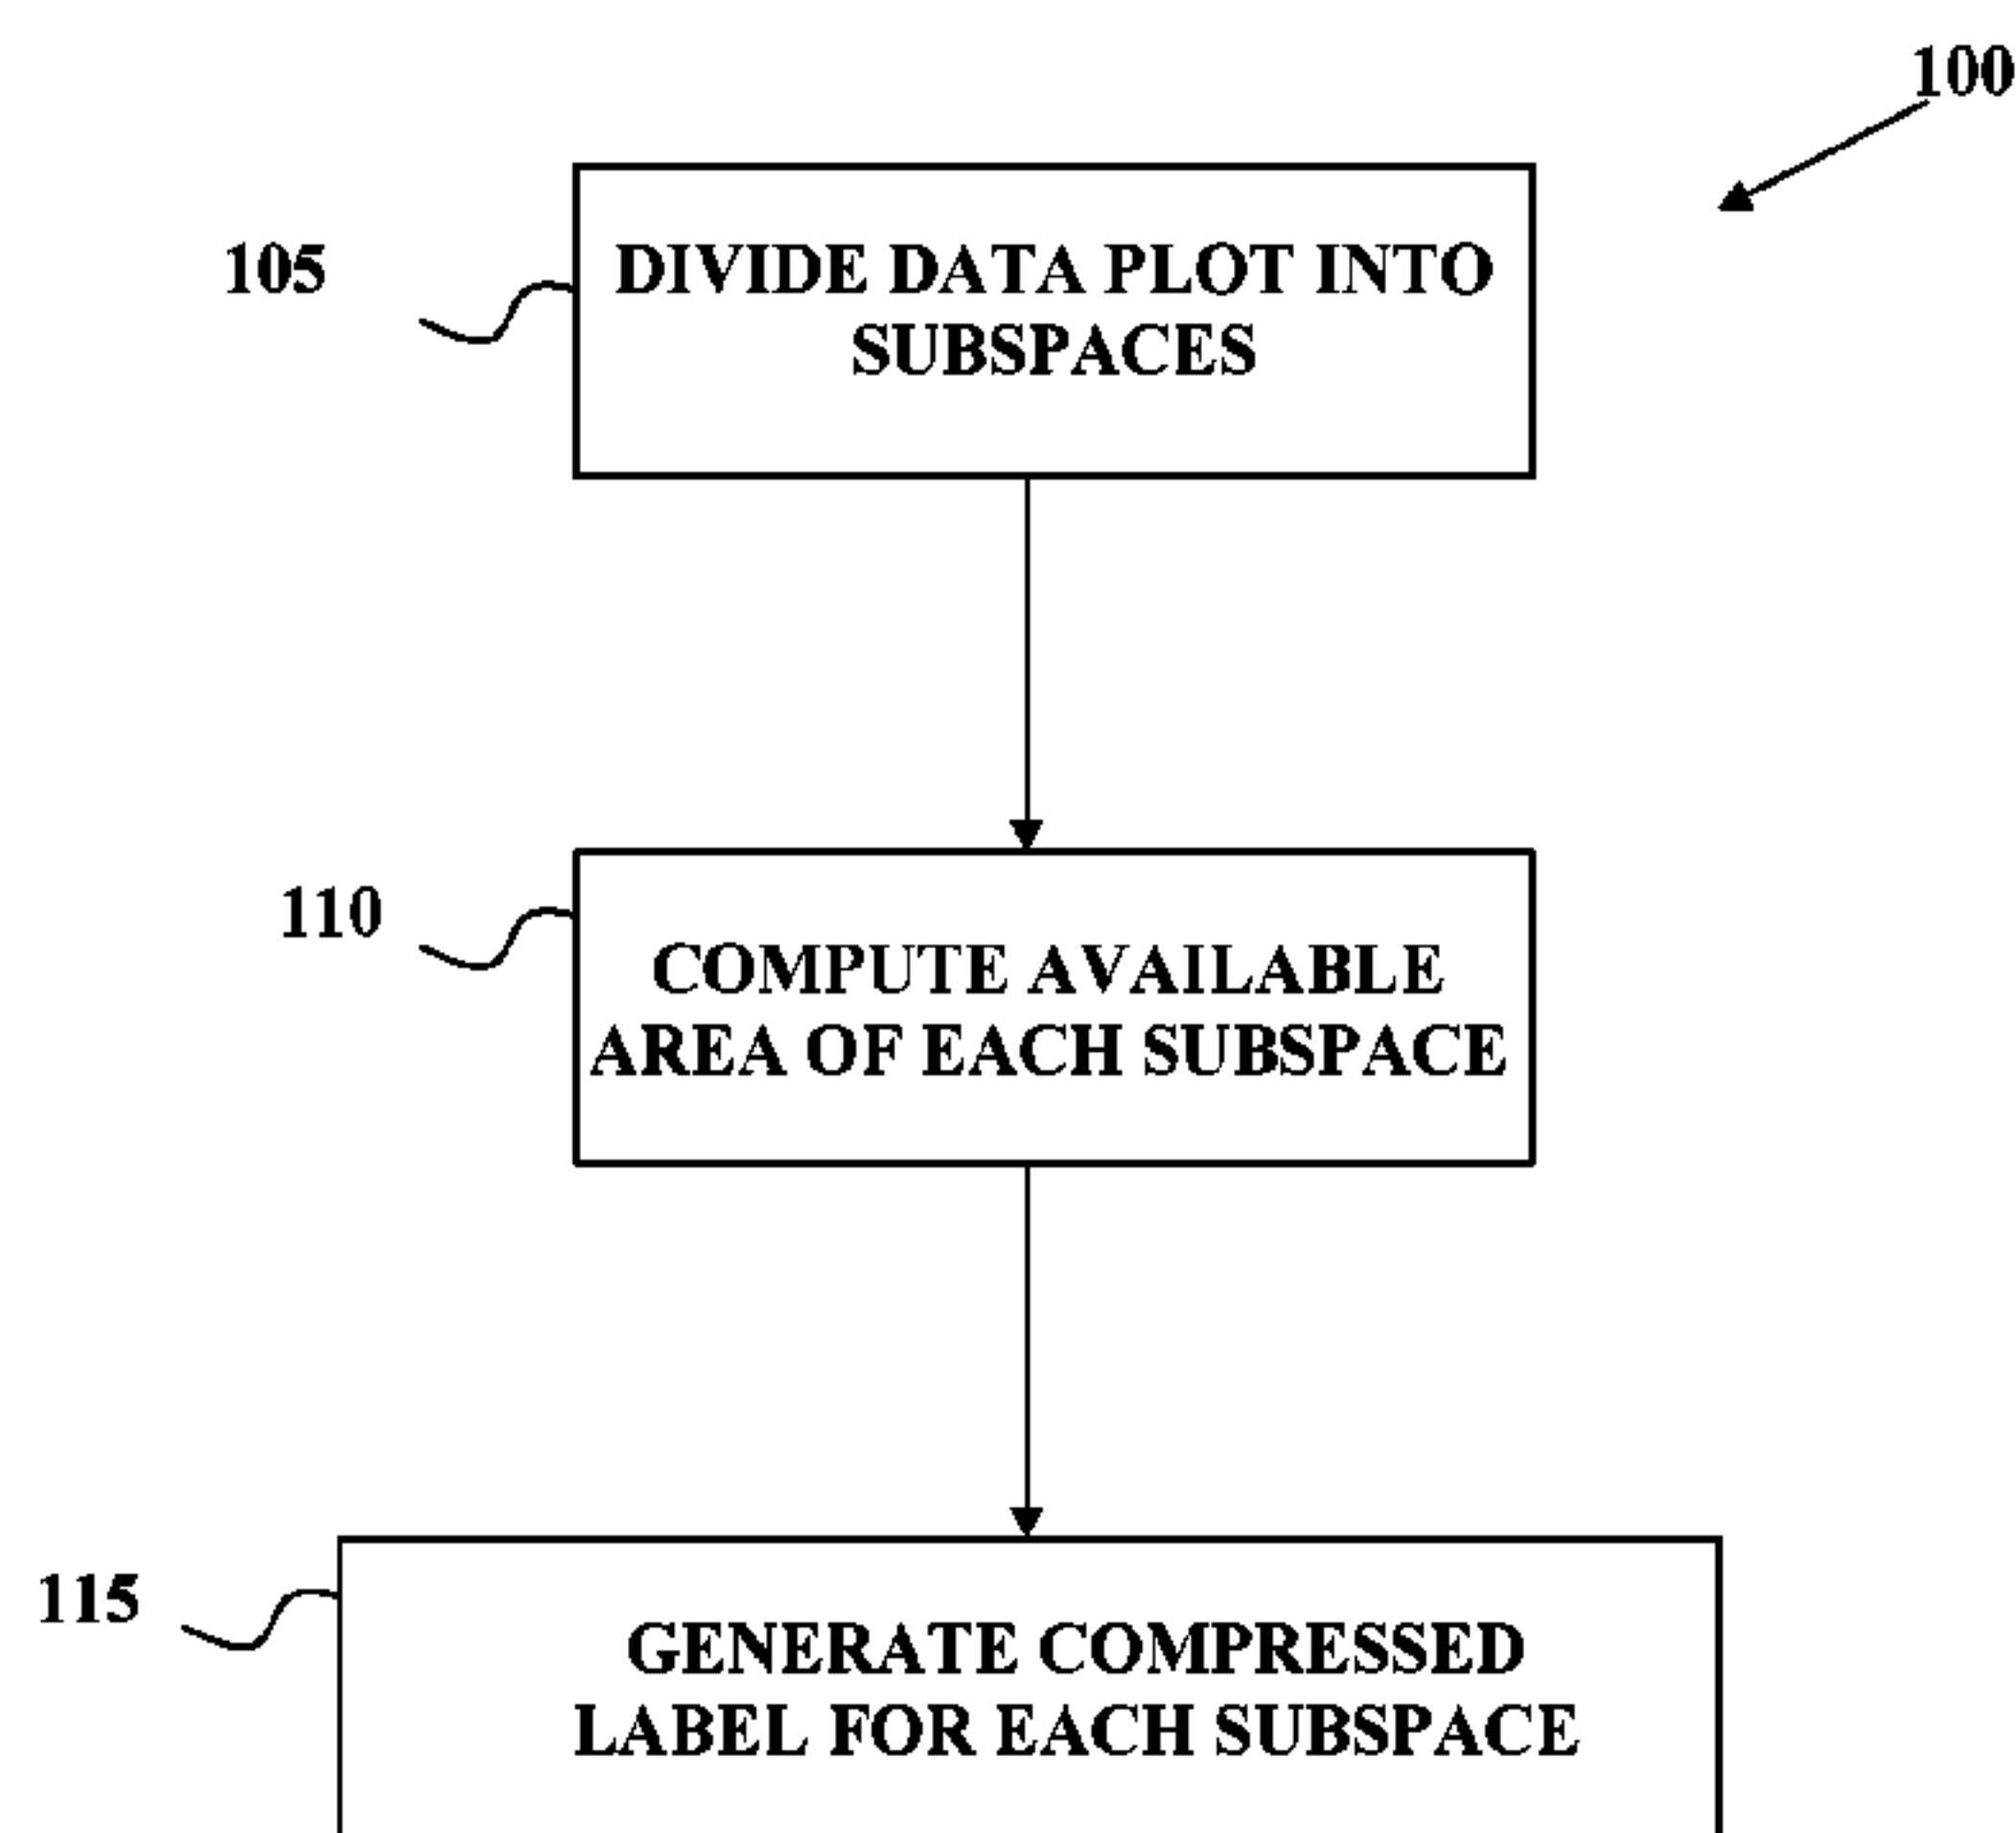 100
105
DIVIDE DATA PLOT INTO
SUBSPACES
110
COMPUTE AVAILABLE
AREA OF EACH SUBSPACE
115
GENERATE COMPRESSED
LABEL FOR EACH SUBSPACE